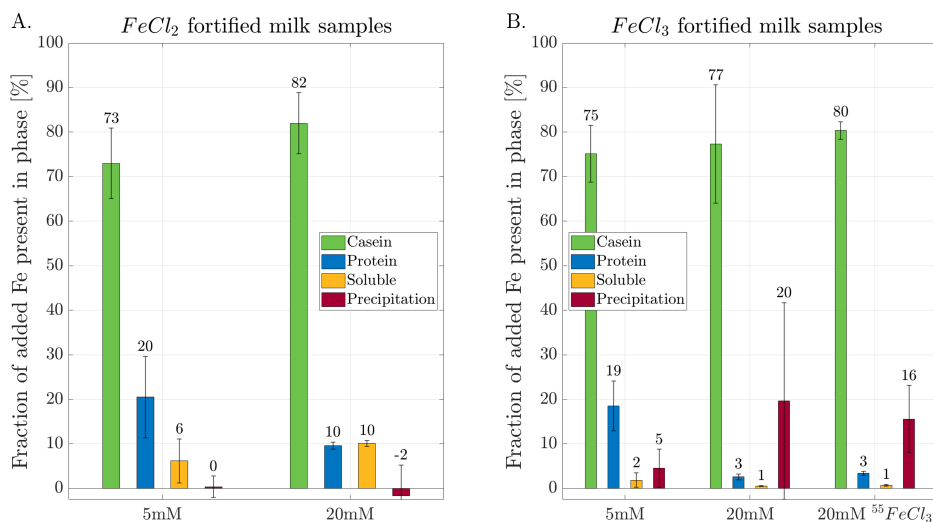 A.
FeCl₂ fortified milk samples
Fraction of added Fe present in phase [%]
100
90
80
70
60
50
40
30
20
10
0
73
20
6
0
82
10
10
-2
Casein
Protein
Soluble
Precipitation
5mM
20mM
B.
FeCl₃ fortified milk samples
Fraction of added Fe present in phase [%]
100
90
80
70
60
50
40
30
20
10
0
75
19
2
5
77
3
1
20
80
3
1
16
Casein
Protein
Soluble
Precipitation
5mM
20mM
20mM ⁵⁵FeCl₃